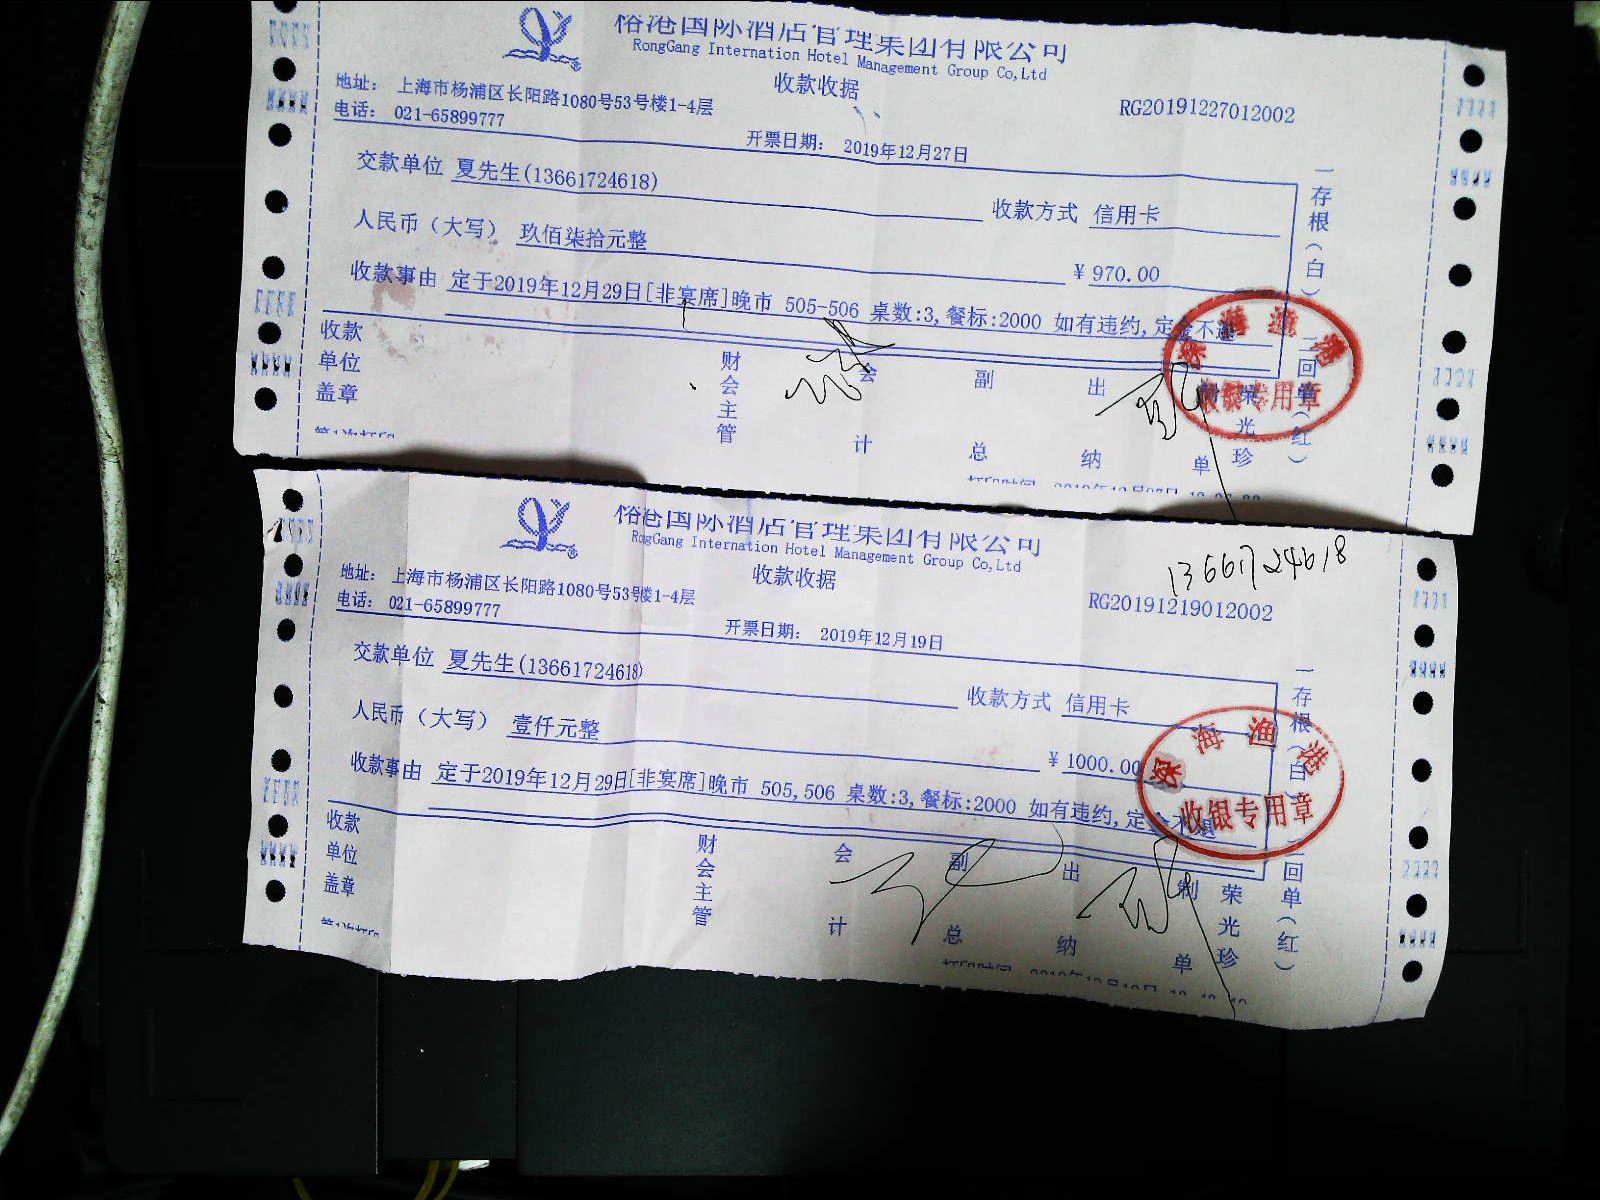 裕港国际酒店管理集团有限公司
RongGang Internation Hotel Management Group Co,Ltd
收款收据
地址： 上海市杨浦区长阳路1080号53号楼1-4层
RG20191227012002
电话： 021-65899777
开票日期： 2019年12月27日
交款单位 夏先生(13661724618)
收款方式 信用卡
人民币（大写） 玖佰柒拾元整
¥ 970.00
收款事由 定于2019年12月29日[非宴席]晚市 505-506 桌数:3,餐标:2000 如有违约,定金不退
收款单位盖章
财会主管
会计
副总
出纳
制单
荣光珍
一存根(白)
二回单(红)
海渔港
收银专用章
第1次打印
裕港国际酒店管理集团有限公司
RongGang Internation Hotel Management Group Co,Ltd
收款收据
13661724618
地址： 上海市杨浦区长阳路1080号53号楼1-4层
RG20191219012002
电话： 021-65899777
开票日期： 2019年12月19日
交款单位 夏先生(13661724618)
收款方式 信用卡
人民币（大写） 壹仟元整
¥ 1000.00
收款事由 定于2019年12月29日[非宴席]晚市 505,506 桌数:3,餐标:2000 如有违约,定金不退
收款单位盖章
财会主管
会计
副总
出纳
制单
荣光珍
一存根(白)
二回单(红)
海渔港
收银专用章
第1次打印